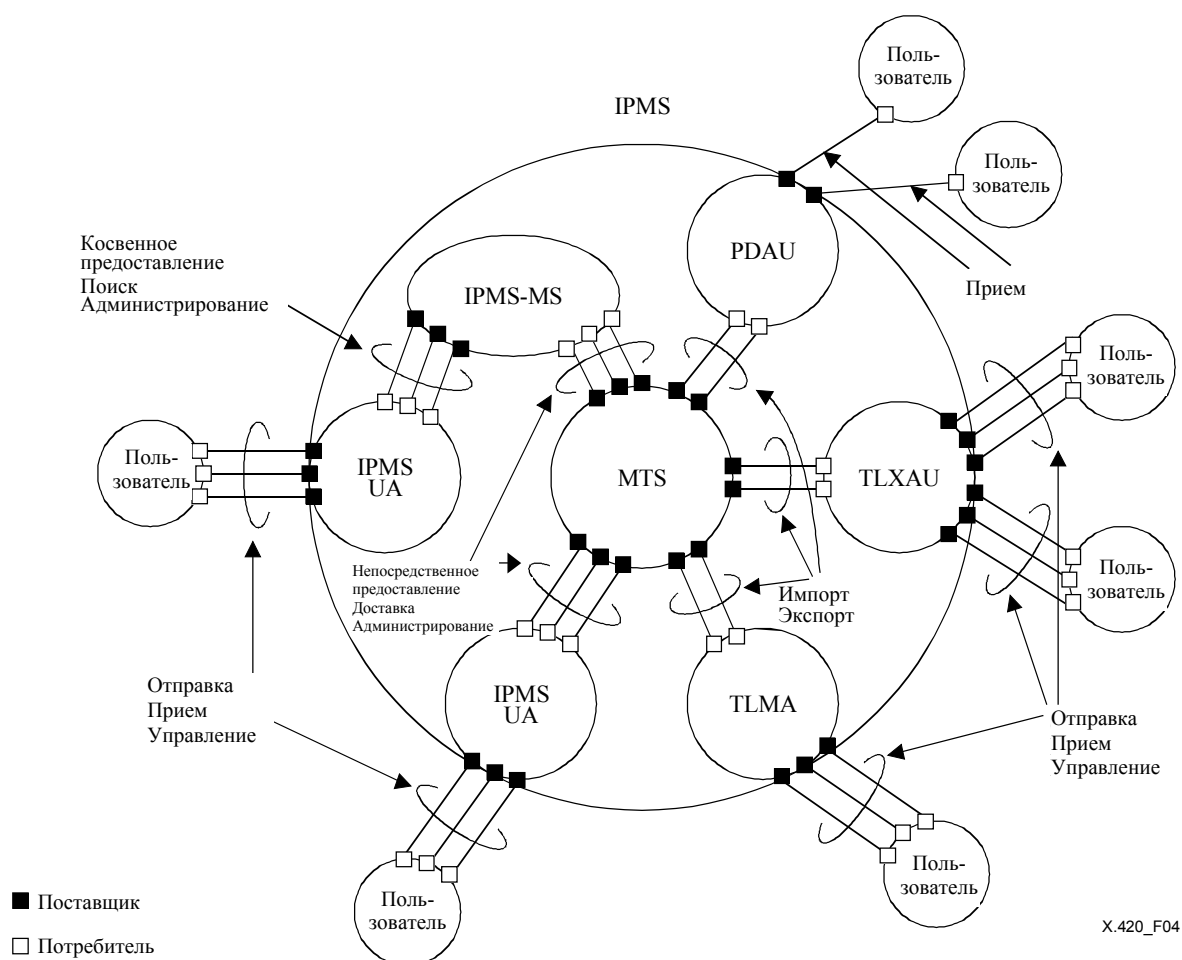 Поль-
зователь
IPMS
Поль-
зователь
Косвенное
предоставление
Поиск
Администрирование
PDAU
IPMS-MS
Прием
Поль-
зователь
Поль-
зователь
IPMS
UA
MTS
TLXAU
Непосредственное
предоставление
Доставка
Администрирование
Импорт
Экспорт
Поль-
зователь
Отправка
Прием
Управление
IPMS
UA
TLMA
Отправка
Прием
Управление
Поль-
зователь
Поль-
зователь
Поставщик
Потребитель
X.420_F04